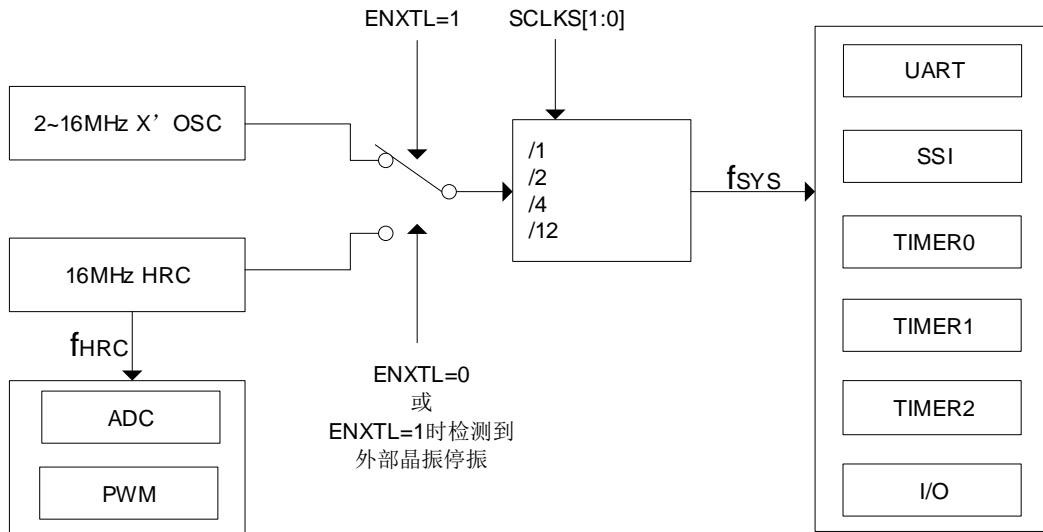 ENXTL=1
SCLKS[1:0]
2~16MHz X’ OSC
16MHz HRC
fHRC
ADC
PWM
ENXTL=0
或
ENXTL=1时检测到
外部晶振停振
/1
/2
/4
/12
fSYS
UART
SSI
TIMER0
TIMER1
TIMER2
I/O